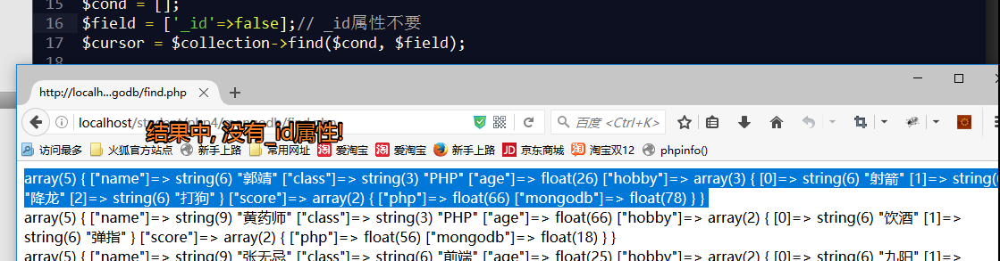 15 $cond = [];
16 $field = ['_id'=>false];// _id属性不要
17 $cursor = $collection->find($cond, $field);
18
http://localh...godb/find.php
localhost/student/php4/mongodb/find.php
百度 <Ctrl+K>
结果中, 没有_id属性!
访问最多 火狐官方站点 新手上路 常用网址 爱淘宝 爱淘宝 新手上路 JD 京东商城 淘宝双12 phpinfo()
array(5) { ["name"]=> string(6) "郭靖" ["class"]=> string(3) "PHP" ["age"]=> float(26) ["hobby"]=> array(3) { [0]=> string(6) "射箭" [1]=> string(6)
"降龙" [2]=> string(6) "打狗" } ["score"]=> array(2) { ["php"]=> float(66) ["mongodb"]=> float(78) } }
array(5) { ["name"]=> string(9) "黄药师" ["class"]=> string(3) "PHP" ["age"]=> float(66) ["hobby"]=> array(2) { [0]=> string(6) "饮酒" [1]=>
string(6) "弹指" } ["score"]=> array(2) { ["php"]=> float(56) ["mongodb"]=> float(18) } }
array(5) { ["name"]=> string(9) "张无忌" ["class"]=> string(6) "前端" ["age"]=> float(25) ["hobby"]=> array(2) { [0]=> string(6) "九阳" [1]=>